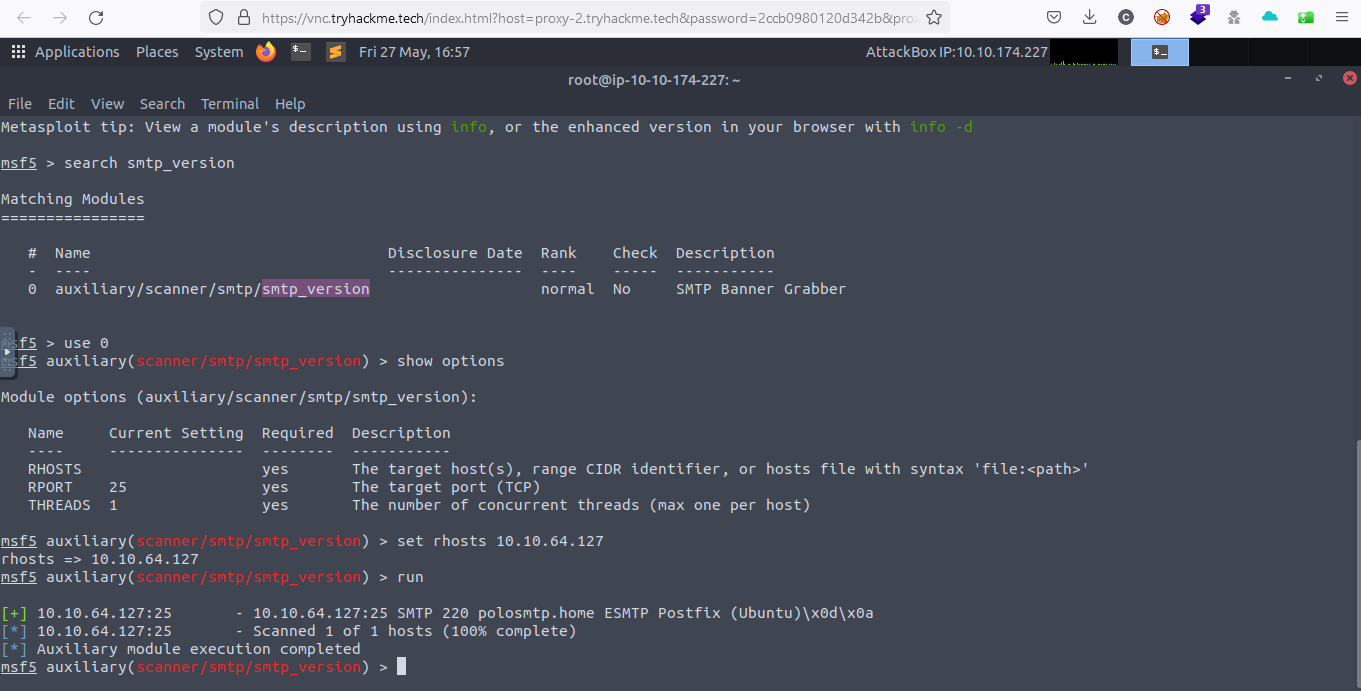 https://vnc.tryhackme.tech/index.html?host=proxy-2.tryhackme.tech&password=2ccb0980120d342b&pro
C
3
Applications Places System Fri 27 May, 16:57 AttackBox IP:10.10.174.227
root@ip-10-10-174-227: ~
File Edit View Search Terminal Help
Metasploit tip: View a module's description using info, or the enhanced version in your browser with info -d
msf5 > search smtp_version
Matching Modules
================
# Name Disclosure Date Rank Check Description
- ---- --------------- ---- ----- -----------
0 auxiliary/scanner/smtp/smtp_version normal No SMTP Banner Grabber
msf5 > use 0
msf5 auxiliary(scanner/smtp/smtp_version) > show options
Module options (auxiliary/scanner/smtp/smtp_version):
Name Current Setting Required Description
---- --------------- -------- -----------
RHOSTS yes The target host(s), range CIDR identifier, or hosts file with syntax 'file:<path>'
RPORT 25 yes The target port (TCP)
THREADS 1 yes The number of concurrent threads (max one per host)
msf5 auxiliary(scanner/smtp/smtp_version) > set rhosts 10.10.64.127
rhosts => 10.10.64.127
msf5 auxiliary(scanner/smtp/smtp_version) > run
[+] 10.10.64.127:25 - 10.10.64.127:25 SMTP 220 polosmtp.home ESMTP Postfix (Ubuntu)\x0d\x0a
[*] 10.10.64.127:25 - Scanned 1 of 1 hosts (100% complete)
[*] Auxiliary module execution completed
msf5 auxiliary(scanner/smtp/smtp_version) >